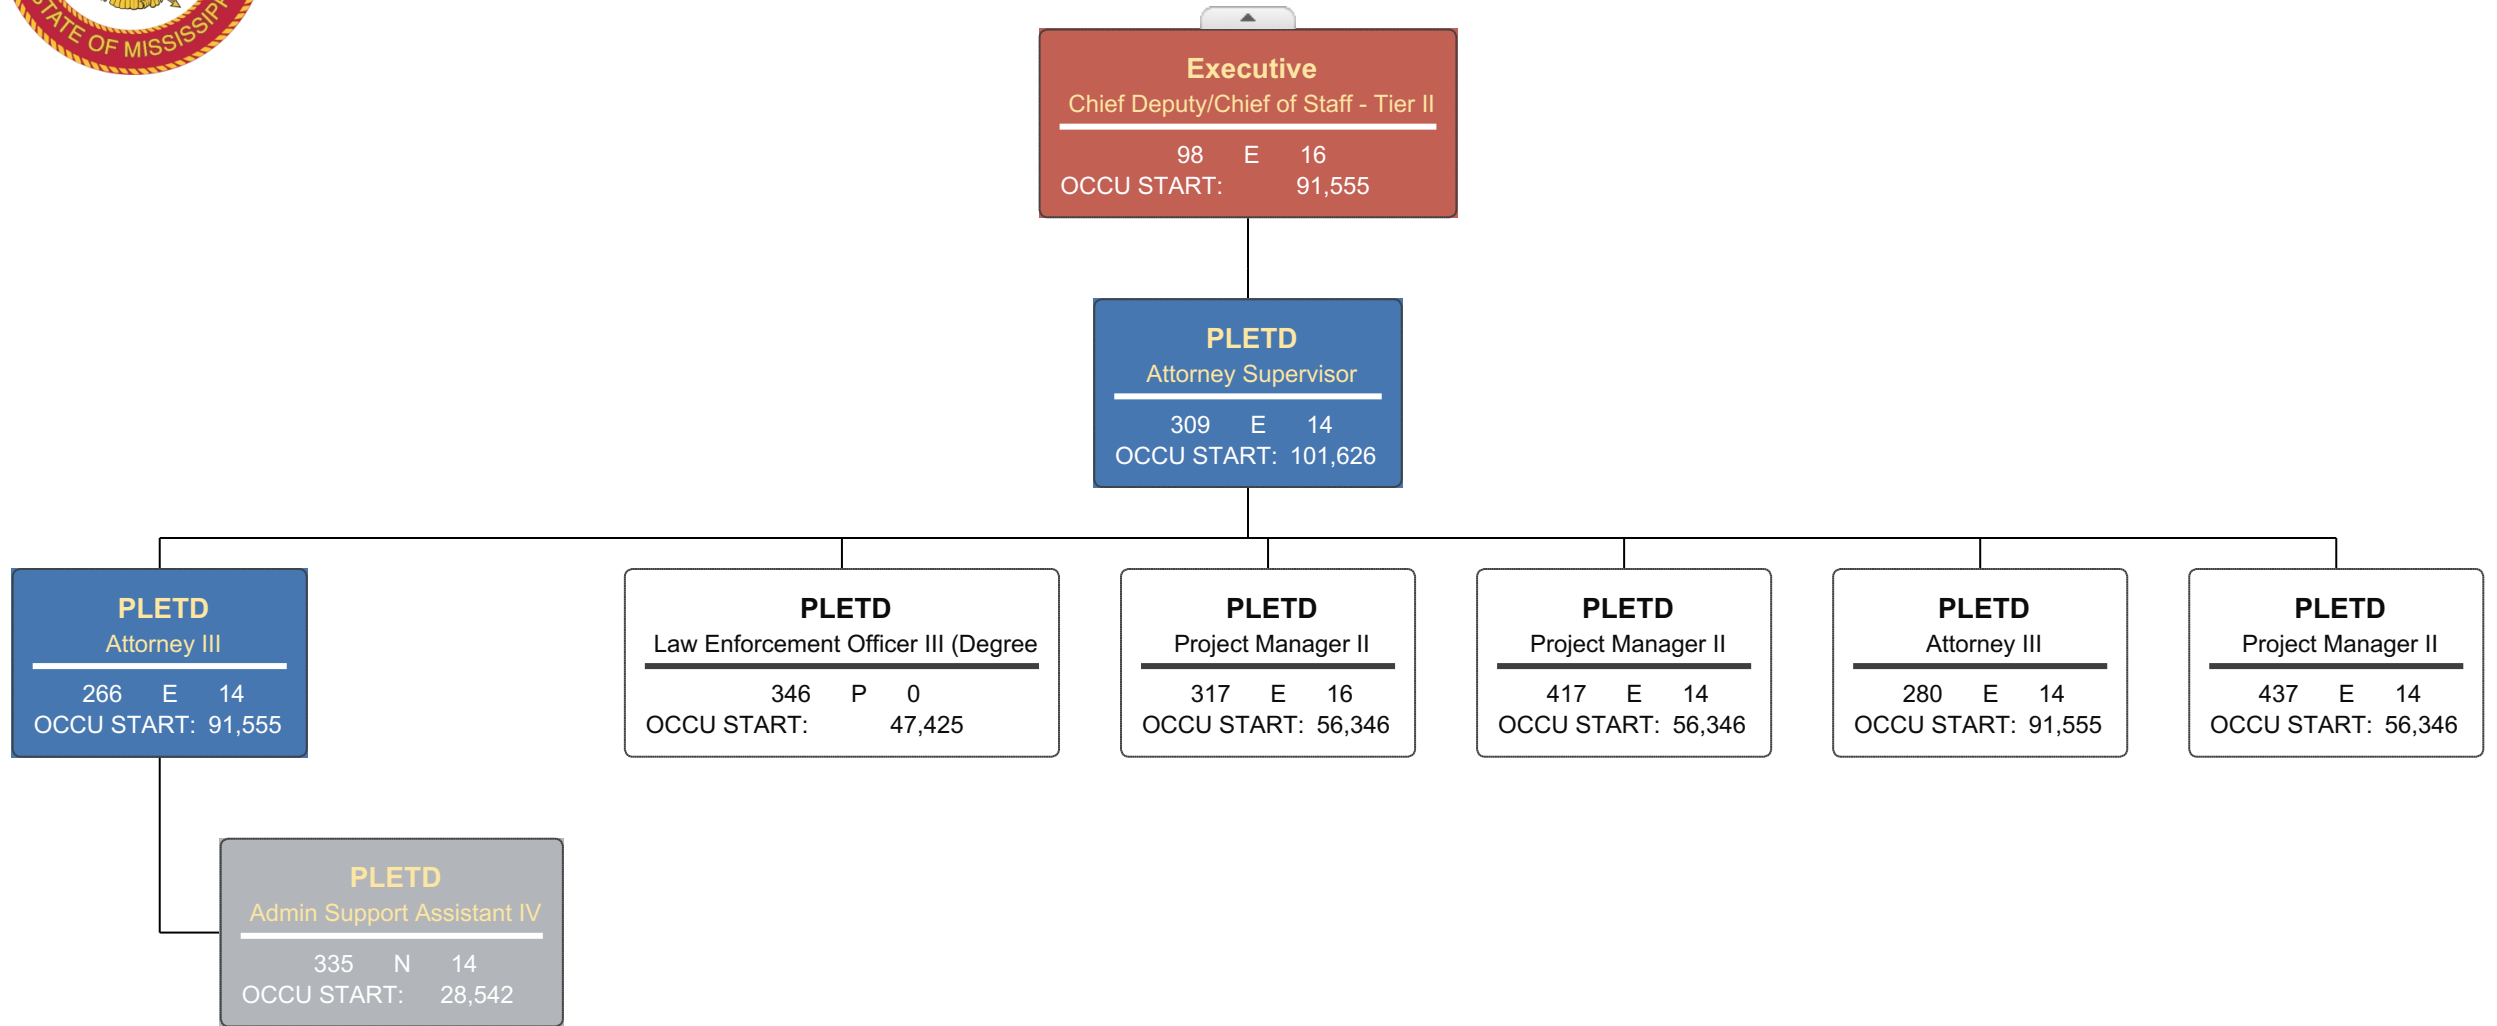 STATE OF MISSISSIP
Executive
Chief Deputy/Chief of Staff - Tier II
98 E 16
OCCU START: 91,555
PLETD
Attorney Supervisor
309 E 14
OCCU START: 101,626
PLETD
Attorney III
266 E 14
OCCU START: 91,555
PLETD
Law Enforcement Officer III (Degree
346 P 0
OCCU START: 47,425
PLETD
Project Manager II
317 E 16
OCCU START: 56,346
PLETD
Project Manager II
417 E 14
OCCU START: 56,346
PLETD
Attorney III
280 E 14
OCCU START: 91,555
PLETD
Project Manager II
437 E 14
OCCU START: 56,346
PLETD
Admin Support Assistant IV
335 N 14
OCCU START: 28,542